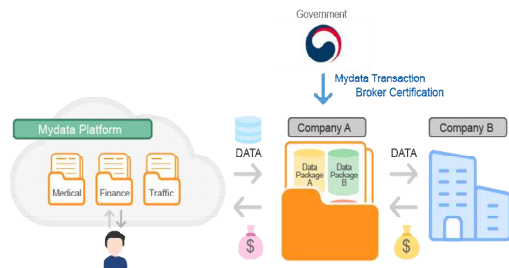 Government
Mydata Transaction
Broker Certification
Mydata Platform
Company A
Company B
DATA
DATA
Data
Package
A
Data
Package
B
Medical
Finance
Traffic
$
$